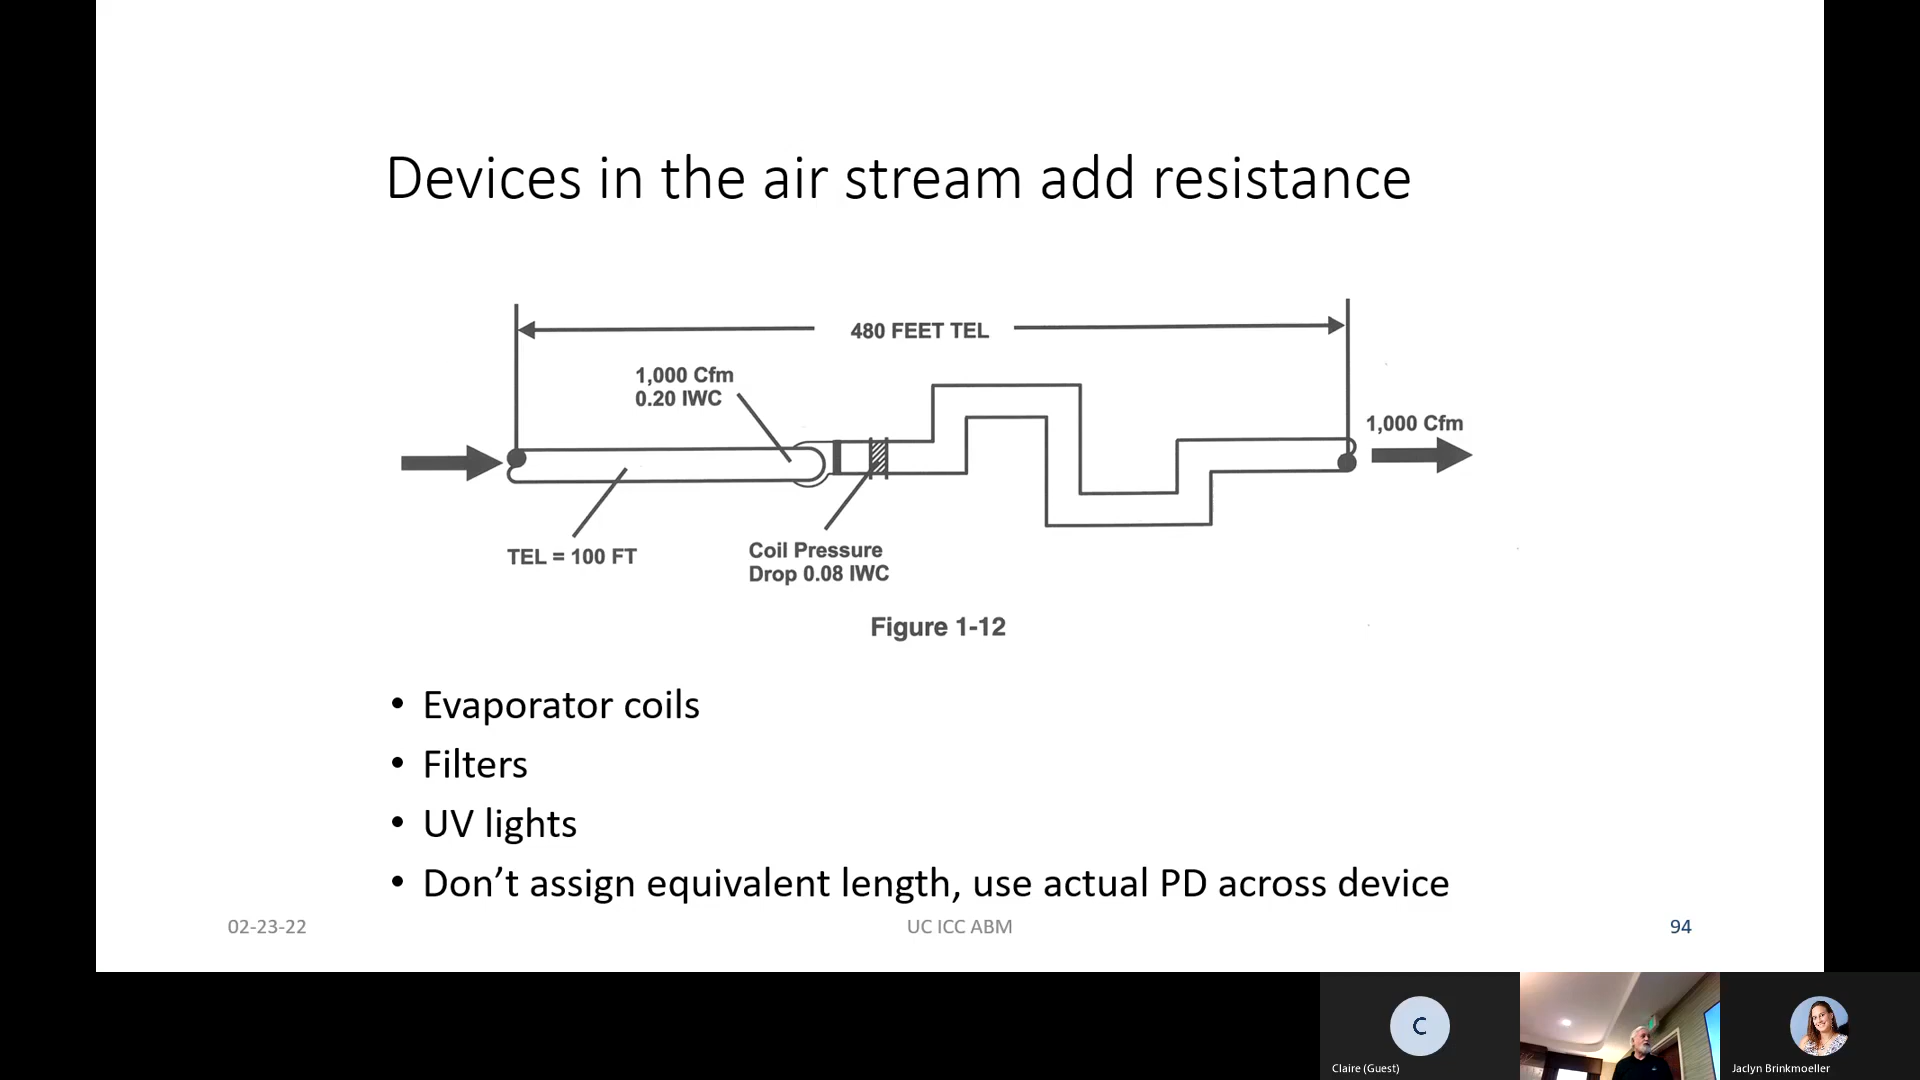 Devices in the air stream add resistance
480 FEET TEL
1,000 Cfm
0.20 IWC
1,000 Cfm
TEL = 100 FT
Coil Pressure
Drop 0.08 IWC
Figure 1-12
• Evaporator coils
• Filters
• UV lights
• Don’t assign equivalent length, use actual PD across device
02-23-22
UC ICC ABM
94
C
Claire (Guest)
Jaclyn Brinkmoeller